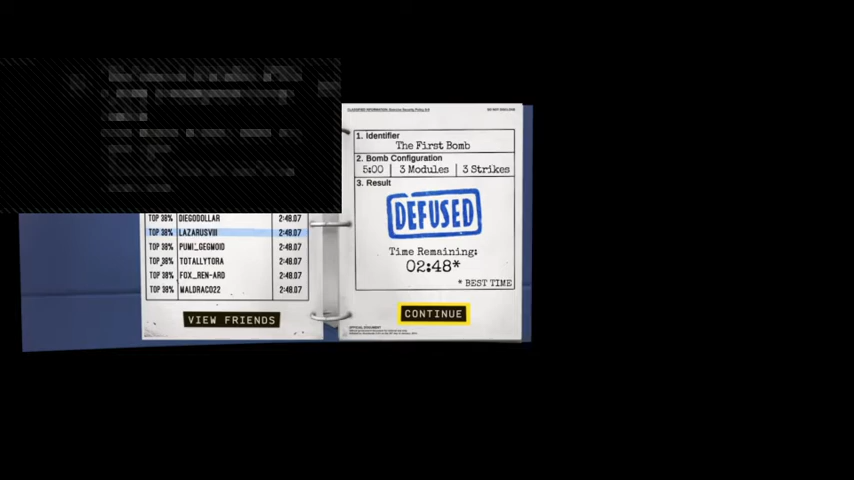 TOP 38% DIEGODOLLAR 2:48.07
TOP 38% LAZARUSVIII 2:48.07
TOP 38% PUMI_GEGWOID 2:48.07
TOP 38% TOTALLYTORA 2:48.07
TOP 38% FOX_REN-ARD 2:48.07
TOP 38% MALDRACO22 2:48.07
VIEW FRIENDS
1. Identifier
The First Bomb
2. Bomb Configuration
5:00 3 Modules 3 Strikes
3. Result
DEFUSED
Time Remaining:
02:48*
* BEST TIME
CONTINUE